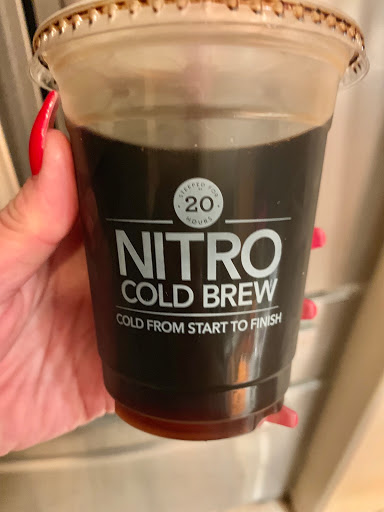 STEEPED FOR
20
HOURS
NITRO
COLD BREW
COLD FROM START TO FINISH